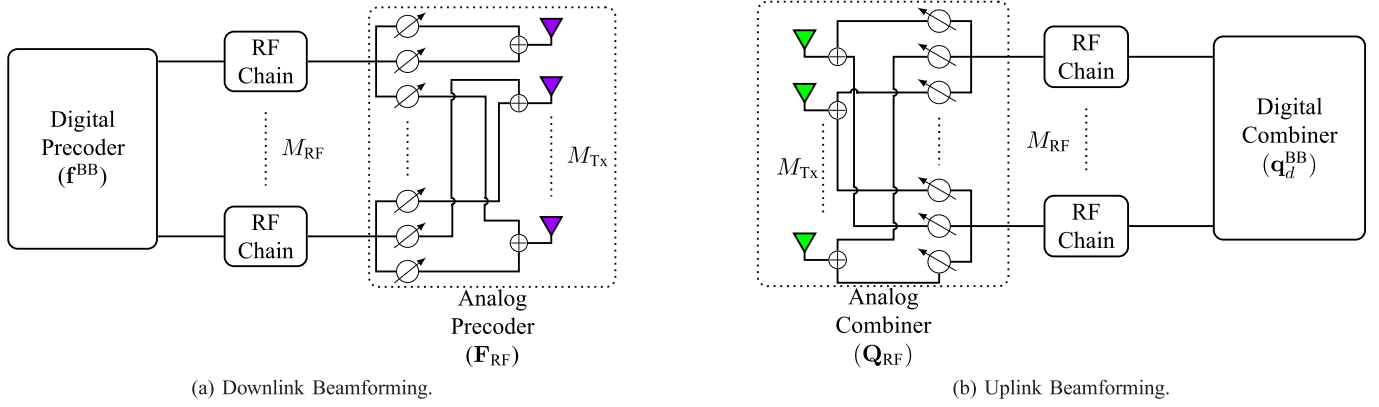 Digital
Precoder
(f^BB)
RF
Chain
M_RF
RF
Chain
M_Tx
Analog
Precoder
(F_RF)
(a) Downlink Beamforming.
M_Tx
Analog
Combiner
(Q_RF)
RF
Chain
M_RF
RF
Chain
Digital
Combiner
(q_d^BB)
(b) Uplink Beamforming.